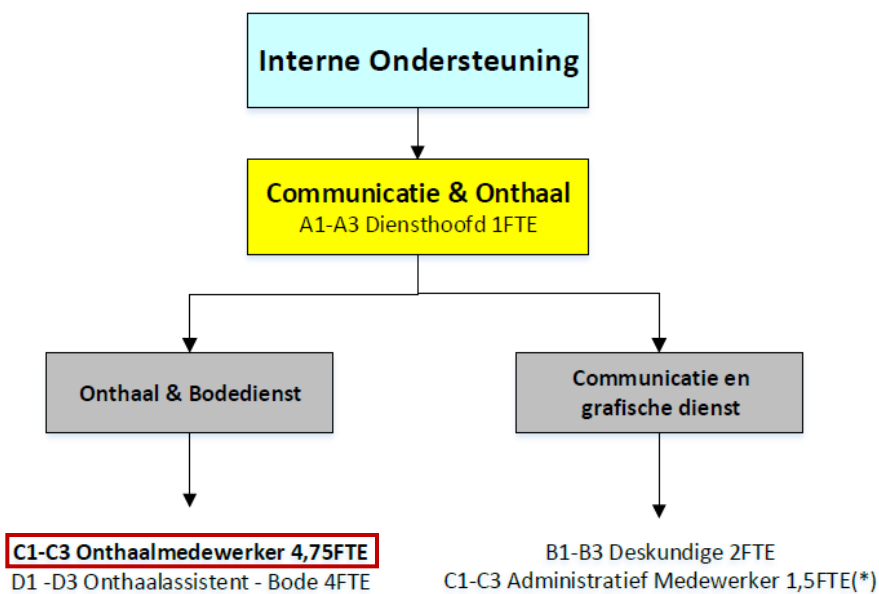 Interne Ondersteuning
Communicatie & Onthaal
A1-A3 Diensthoofd 1FTE
Onthaal & Bodedienst
Communicatie en
grafische dienst
C1-C3 Onthaalmedewerker 4,75FTE
D1 -D3 Onthaalassistent - Bode 4FTE
B1-B3 Deskundige 2FTE
C1-C3 Administratief Medewerker 1,5FTE(*)